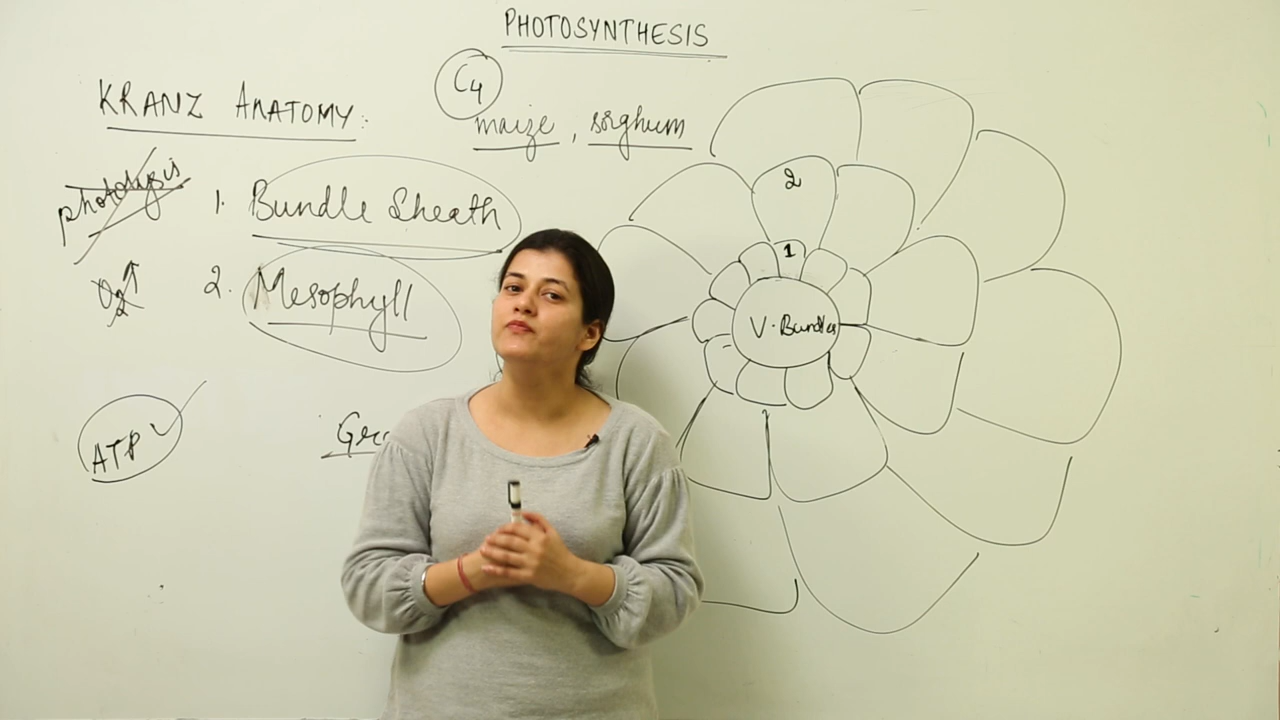 PHOTOSYNTHESIS
C4
KRANZ ANATOMY:
maize, sorghum
photolysis
1. Bundle Sheath
O2↑
2. Mesophyll
ATP ✓
2
1
V. Bundle